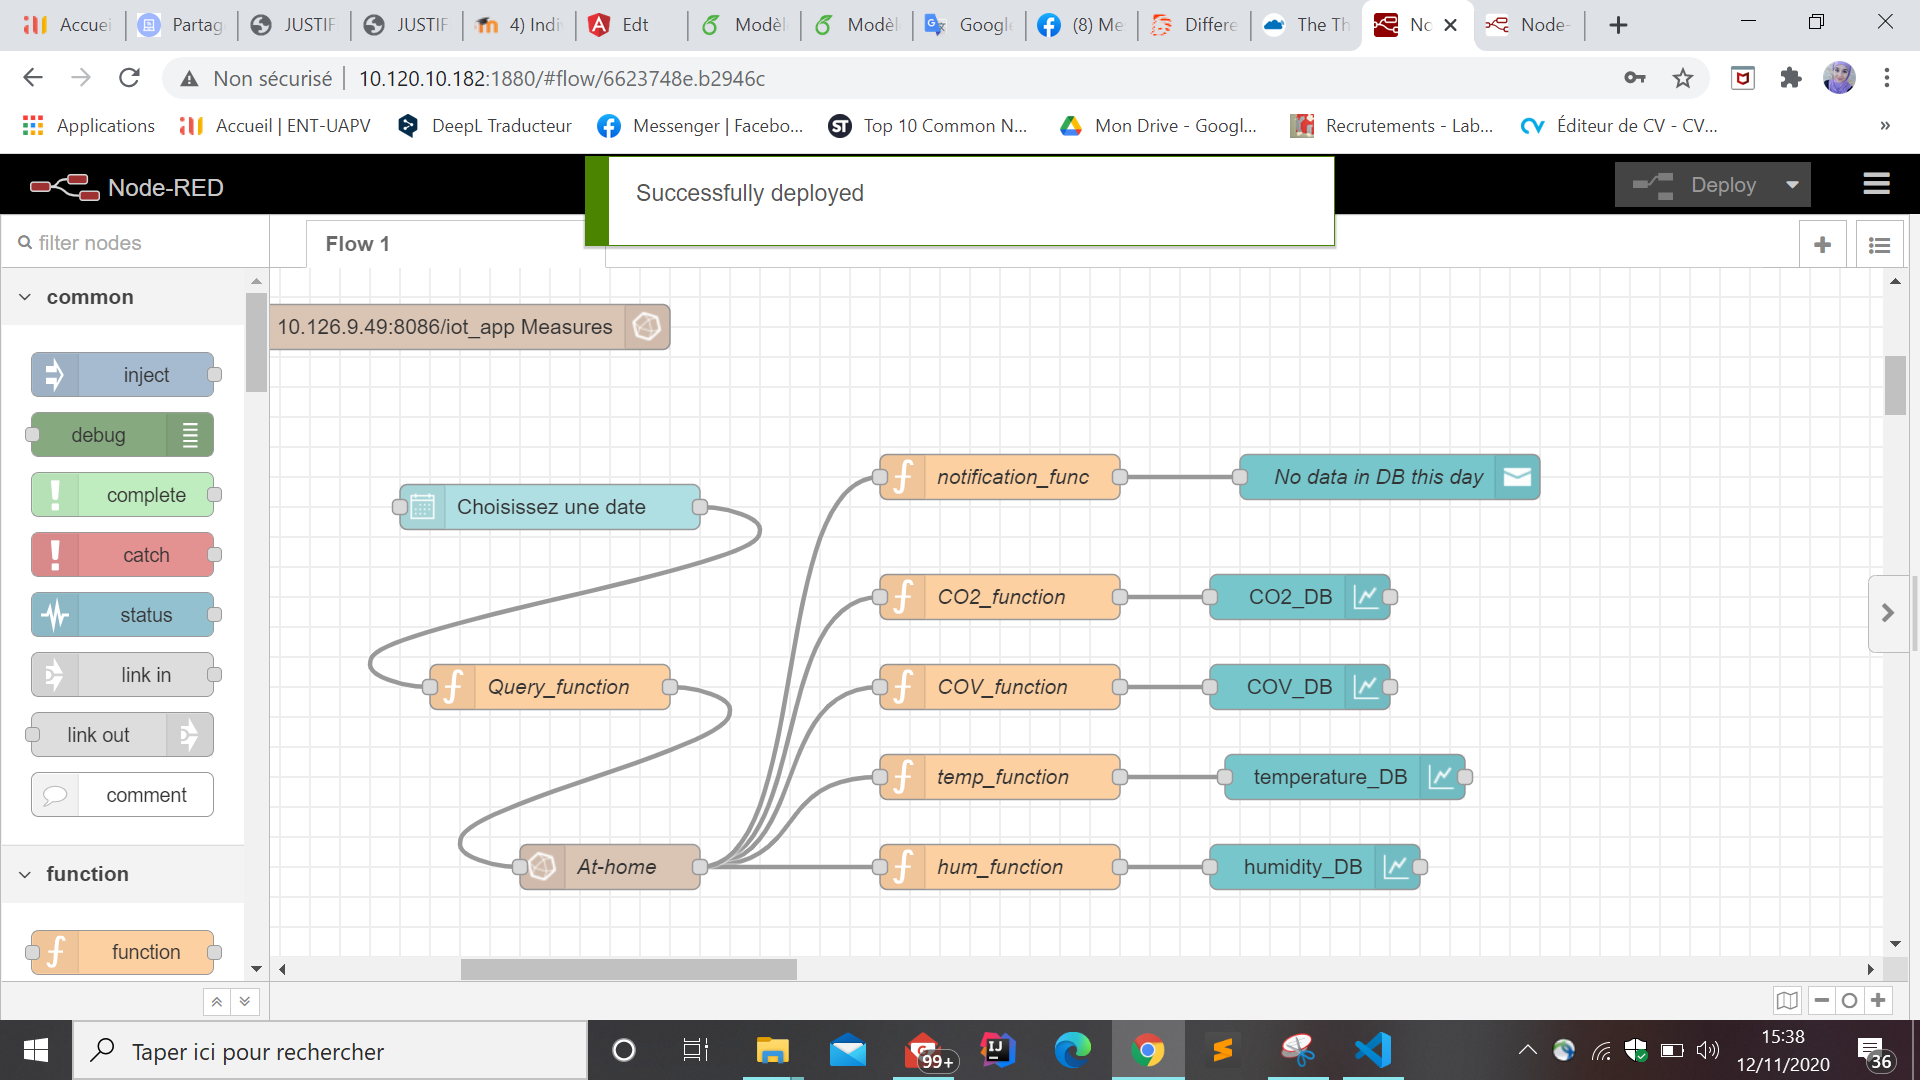 Accuei
Partag
JUSTIF
JUSTIF
4) Indi
Edt
Modèl
Modèl
Google
(8) Me
Differe
The Th
No
Node-
Non sécurisé
10.120.10.182:1880/#flow/6623748e.b2946c
Applications
Accueil | ENT-UAPV
DeepL Traducteur
Messenger | Facebo...
ST
Top 10 Common N...
Mon Drive - Googl...
Recrutements - Lab...
Éditeur de CV - CV...
»
Node-RED
Successfully deployed
Deploy
filter nodes
Flow 1
common
inject
debug
complete
catch
status
link in
link out
comment
function
function
10.126.9.49:8086/iot_app Measures
Choisissez une date
Query_function
At-home
notification_func
No data in DB this day
CO2_function
CO2_DB
COV_function
COV_DB
temp_function
temperature_DB
hum_function
humidity_DB
Taper ici pour rechercher
99+
IJ
15:38
12/11/2020
36